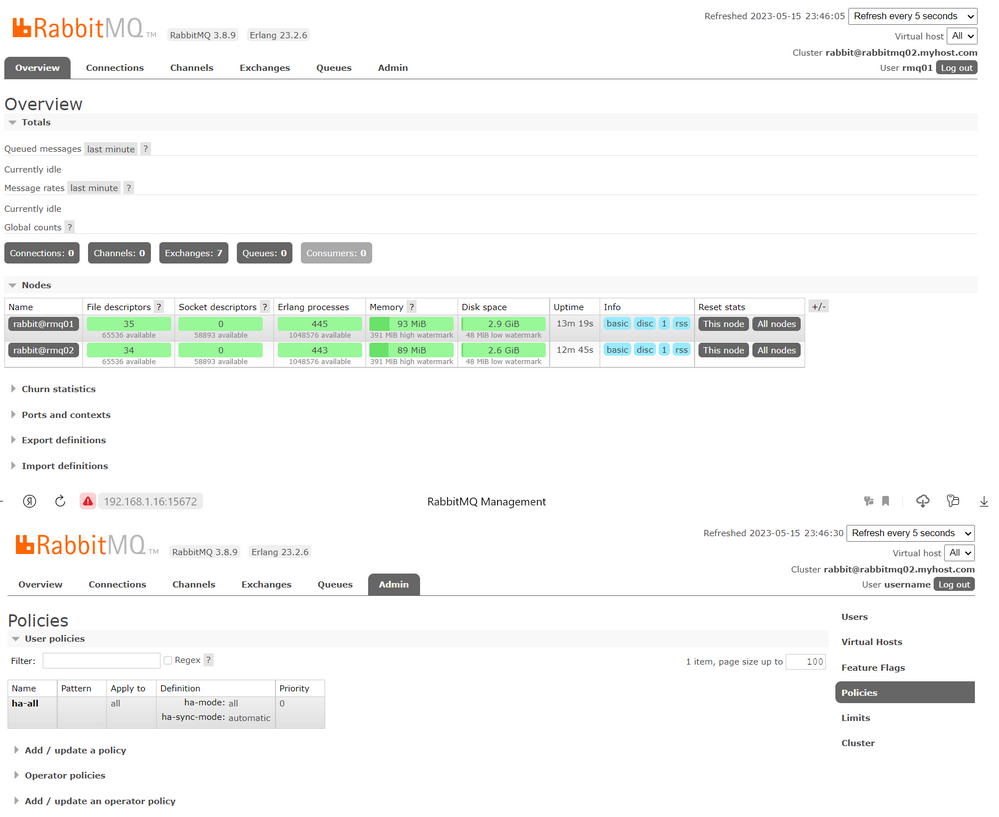 Refreshed 2023-05-15 23:46:05 Refresh every 5 seconds
RabbitMQ TM RabbitMQ 3.8.9 Erlang 23.2.6
Virtual host All
Cluster rabbit@rabbitmq02.myhost.com
User rmq01 Log out
Overview Connections Channels Exchanges Queues Admin
Overview
Totals
Queued messages last minute ?
Currently idle
Message rates last minute ?
Currently idle
Global counts ?
Connections: 0 Channels: 0 Exchanges: 7 Queues: 0 Consumers: 0
Nodes
Name File descriptors ? Socket descriptors ? Erlang processes Memory ? Disk space Uptime Info Reset stats +/-
rabbit@rmq01 35 0 445 93 MiB 2.9 GiB 13m 19s basic disc 1 rss This node All nodes
65536 available 58893 available 1048576 available 391 MiB high watermark 48 MiB low watermark
rabbit@rmq02 34 0 443 89 MiB 2.6 GiB 12m 45s basic disc 1 rss This node All nodes
65536 available 58893 available 1048576 available 391 MiB high watermark 48 MiB low watermark
Churn statistics
Ports and contexts
Export definitions
Import definitions
Я 192.168.1.16:15672 RabbitMQ Management
Refreshed 2023-05-15 23:46:30 Refresh every 5 seconds
RabbitMQ TM RabbitMQ 3.8.9 Erlang 23.2.6
Virtual host All
Cluster rabbit@rabbitmq02.myhost.com
User username Log out
Overview Connections Channels Exchanges Queues Admin
Policies
User policies
Filter: Regex ? 1 item, page size up to 100
Name Pattern Apply to Definition Priority
ha-all all ha-mode: all 0
ha-sync-mode: automatic
Add / update a policy
Operator policies
Add / update an operator policy
Users
Virtual Hosts
Feature Flags
Policies
Limits
Cluster